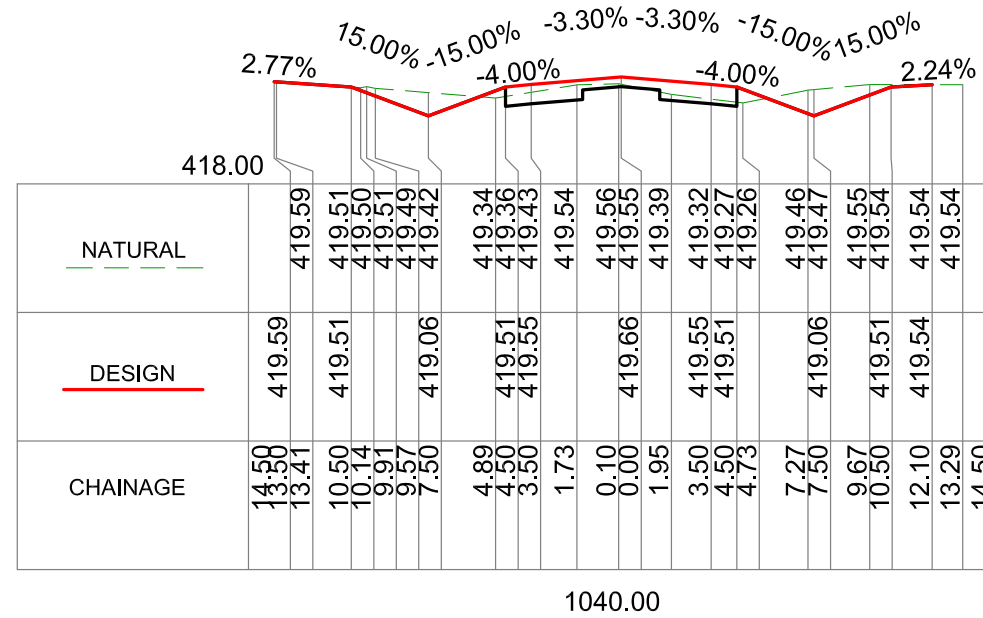 -3.30% -3.30%
15.00% -15.00% -15.00% 15.00%
2.77% -4.00% -4.00% 2.24%
418.00
NATURAL 419.59 419.51 419.50 419.51 419.49 419.42 419.34 419.36 419.43 419.54 419.56 419.55 419.39 419.32 419.27 419.26 419.46 419.47 419.55 419.54 419.54 419.54
DESIGN 419.59 419.51 419.06 419.51 419.55 419.66 419.55 419.51 419.06 419.51 419.54
CHAINAGE 14.50 13.50 13.41 10.50 10.14 9.91 9.57 7.50 4.89 4.50 3.50 1.73 0.10 0.00 1.95 3.50 4.50 4.73 7.27 7.50 9.67 10.50 12.10 13.29 14.50
1040.00